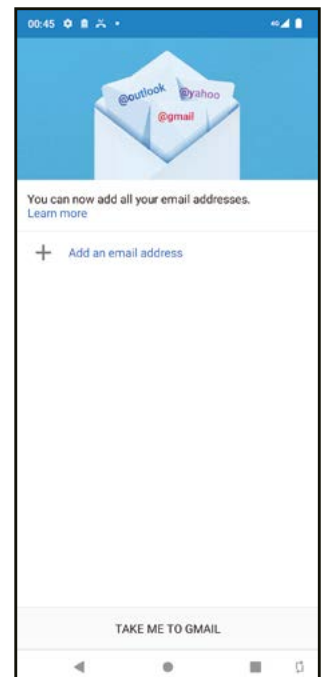 00:45
4G
@outlook @yahoo
@gmail
You can now add all your email addresses.
Learn more
Add an email address
TAKE ME TO GMAIL